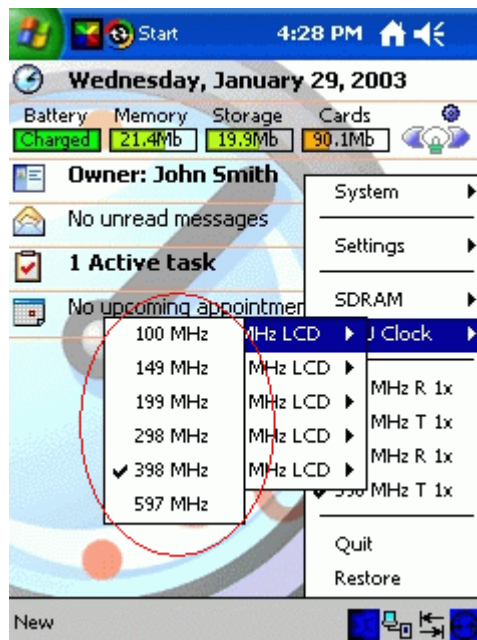 Start 4:28 PM
Wednesday, January 29, 2003
Battery Memory Storage Cards
Charged 21.4Mb 19.9Mb 90.1Mb
Owner: John Smith
No unread messages
1 Active task
No upcoming
System
Settings
SDRAM
Clock
MHz R 1x
MHz T 1x
MHz R 1x
MHz T 1x
Quit
Restore
MHz LCD
MHz LCD
MHz LCD
MHz LCD
MHz LCD
100 MHz
149 MHz
199 MHz
298 MHz
398 MHz
597 MHz
New